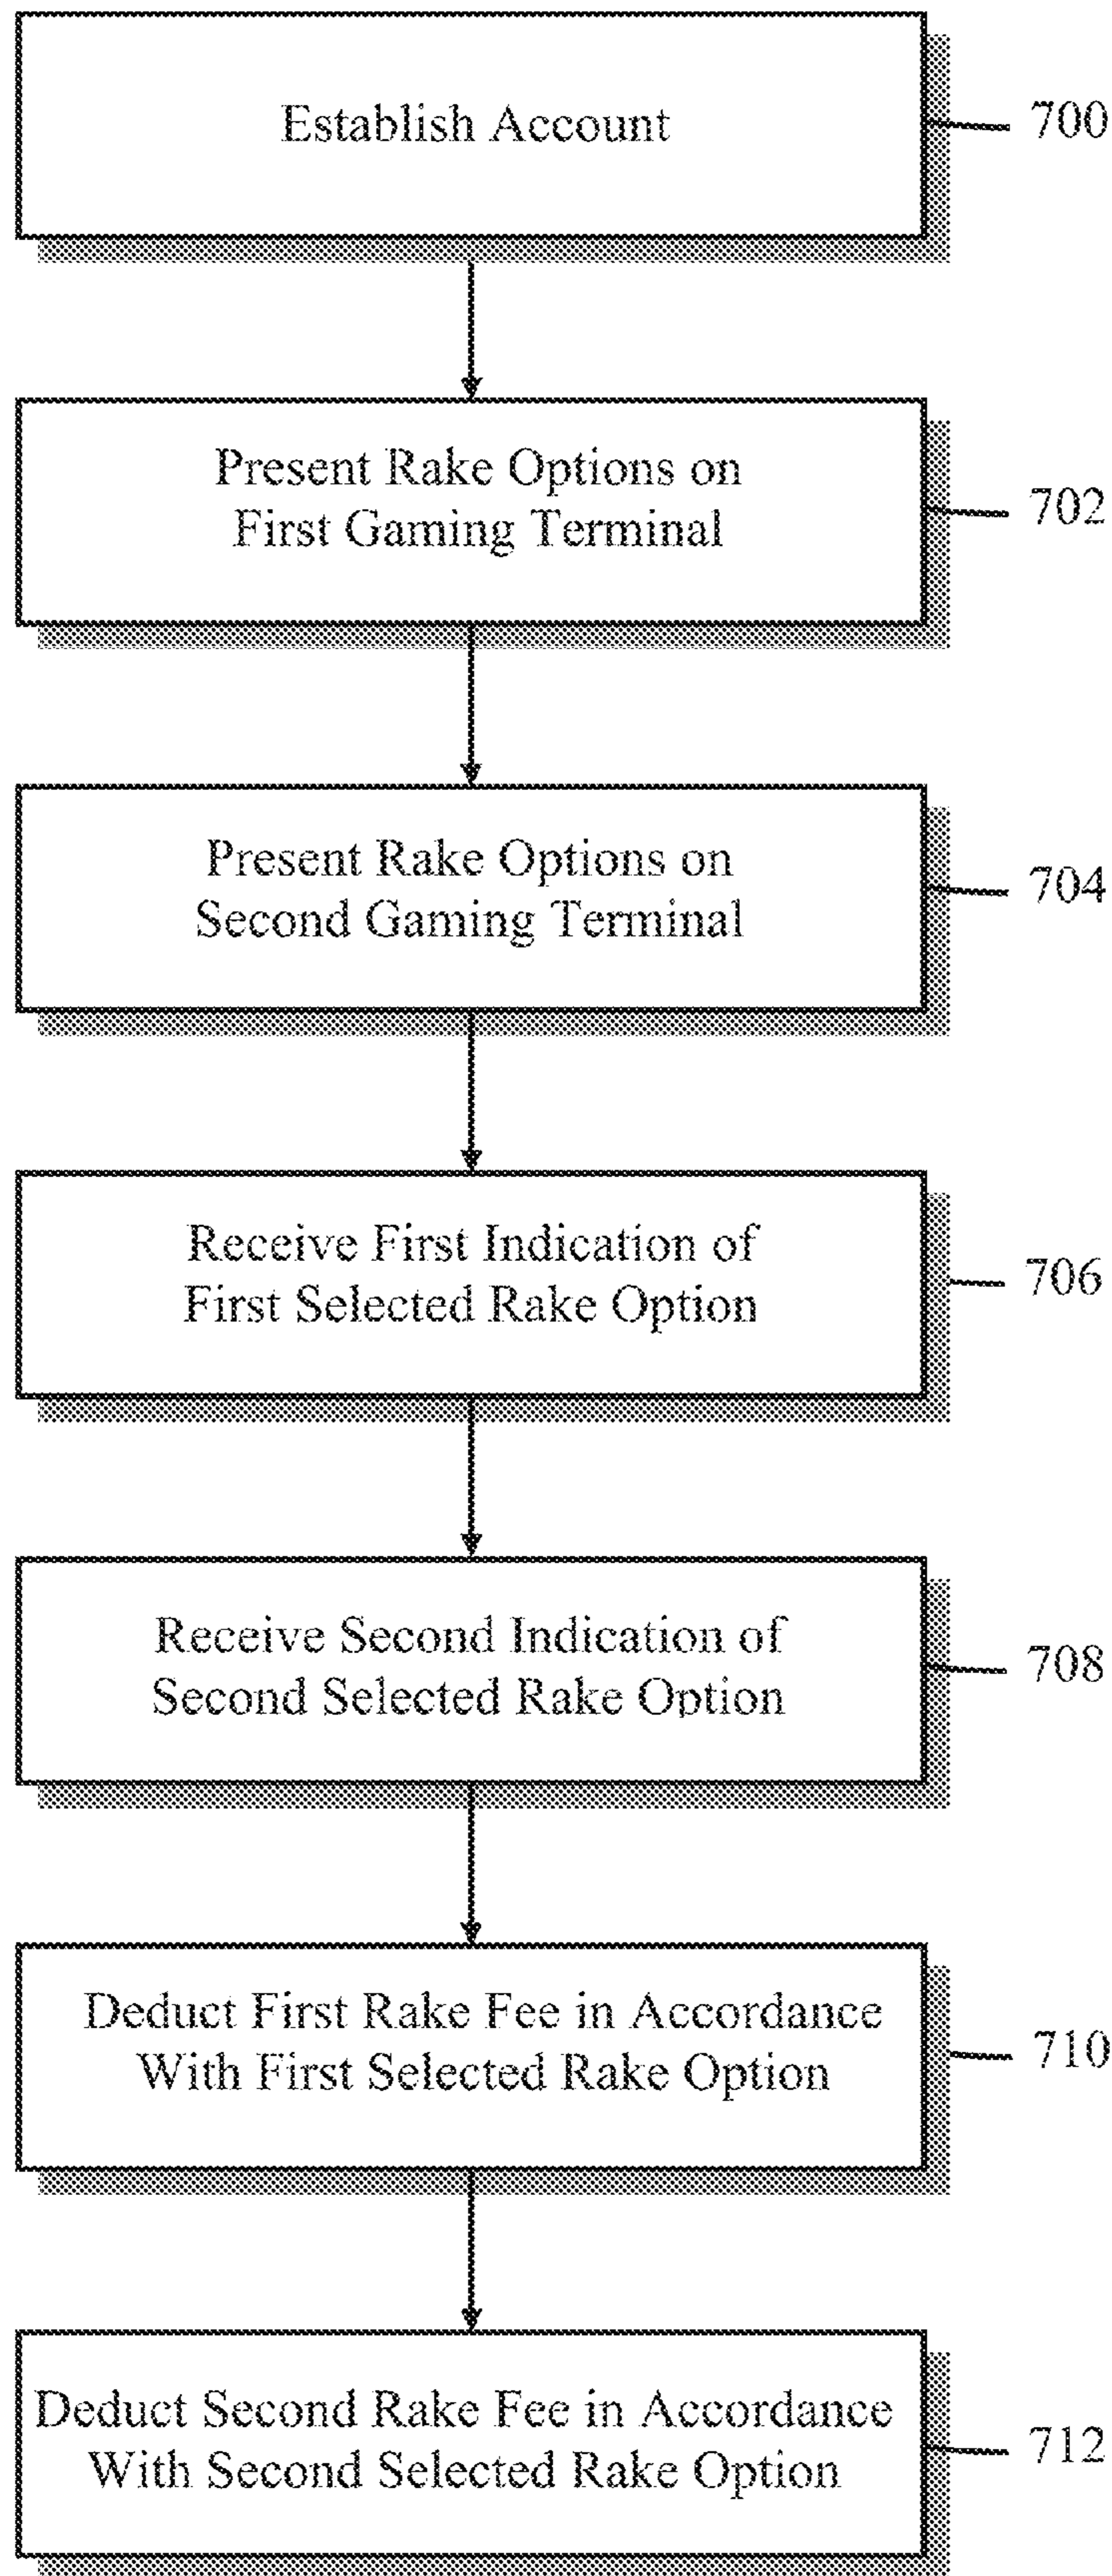 Establish Account
700
Present Rake Options on
First Gaming Terminal
702
Present Rake Options on
Second Gaming Terminal
704
Receive First Indication of
First Selected Rake Option
706
Receive Second Indication of
Second Selected Rake Option
708
Deduct First Rake Fee in Accordance
With First Selected Rake Option
710
Deduct Second Rake Fee in Accordance
With Second Selected Rake Option
712